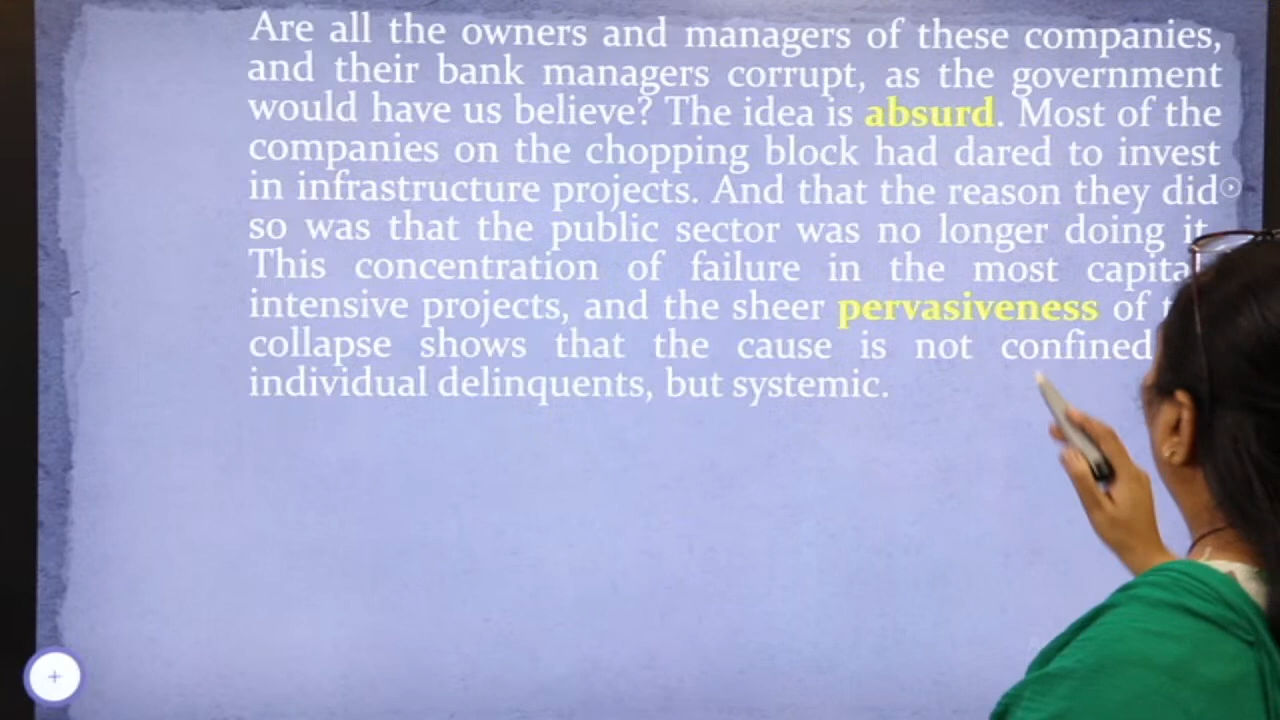 Are all the owners and managers of these companies,
and their bank managers corrupt, as the government
would have us believe? The idea is absurd. Most of the
companies on the chopping block had dared to invest
in infrastructure projects. And that the reason they did
so was that the public sector was no longer doing it.
This concentration of failure in the most capital
intensive projects, and the sheer pervasiveness of
collapse shows that the cause is not confined
individual delinquents, but systemic.